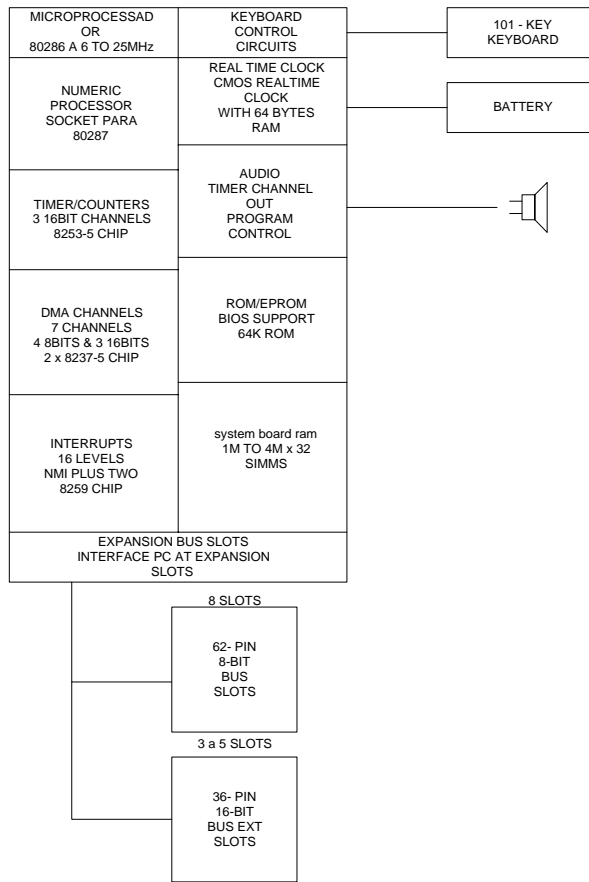 MICROPROCESSAD
OR
80286 A 6 TO 25MHz
KEYBOARD
CONTROL
CIRCUITS
101 - KEY
KEYBOARD
NUMERIC
PROCESSOR
SOCKET PARA
80287
REAL TIME CLOCK
CMOS REALTIME
CLOCK
WITH 64 BYTES
RAM
BATTERY
TIMER/COUNTERS
3 16BIT CHANNELS
8253-5 CHIP
AUDIO
TIMER CHANNEL
OUT
PROGRAM
CONTROL
DMA CHANNELS
7 CHANNELS
4 8BITS & 3 16BITS
2 x 8237-5 CHIP
ROM/EPROM
BIOS SUPPORT
64K ROM
INTERRUPTS
16 LEVELS
NMI PLUS TWO
8259 CHIP
system board ram
1M TO 4M x 32
SIMMS
EXPANSION BUS SLOTS
INTERFACE PC AT EXPANSION
SLOTS
8 SLOTS
62- PIN
8-BIT
BUS
SLOTS
3 a 5 SLOTS
36- PIN
16-BIT
BUS EXT
SLOTS